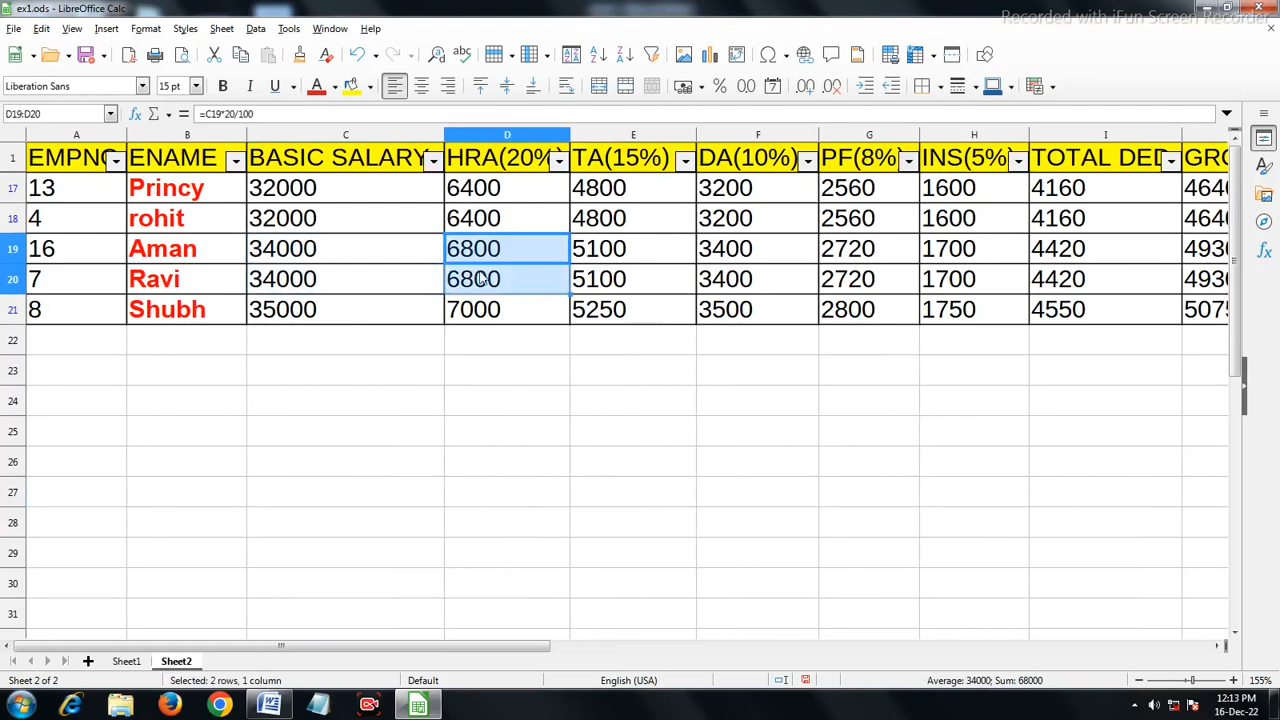 ex1.ods - LibreOffice Calc
Recorded with iFun Screen Recorder
File Edit View Insert Format Styles Sheet Data Tools Window Help
Liberation Sans 15 pt
D19:D20 =C19*20/100
A B C D E F G H I
1 EMPNO ENAME BASIC SALARY HRA(20%) TA(15%) DA(10%) PF(8%) INS(5%) TOTAL DED GRO
17 13 Princy 32000 6400 4800 3200 2560 1600 4160 4640
18 4 rohit 32000 6400 4800 3200 2560 1600 4160 4640
19 16 Aman 34000 6800 5100 3400 2720 1700 4420 4930
20 7 Ravi 34000 6800 5100 3400 2720 1700 4420 4930
21 8 Shubh 35000 7000 5250 3500 2800 1750 4550 5075
22
23
24
25
26
27
28
29
30
31
Sheet1 Sheet2
Sheet 2 of 2 Selected: 2 rows, 1 column Default English (USA) Average: 34000; Sum: 68000 155%
12:13 PM
16-Dec-22